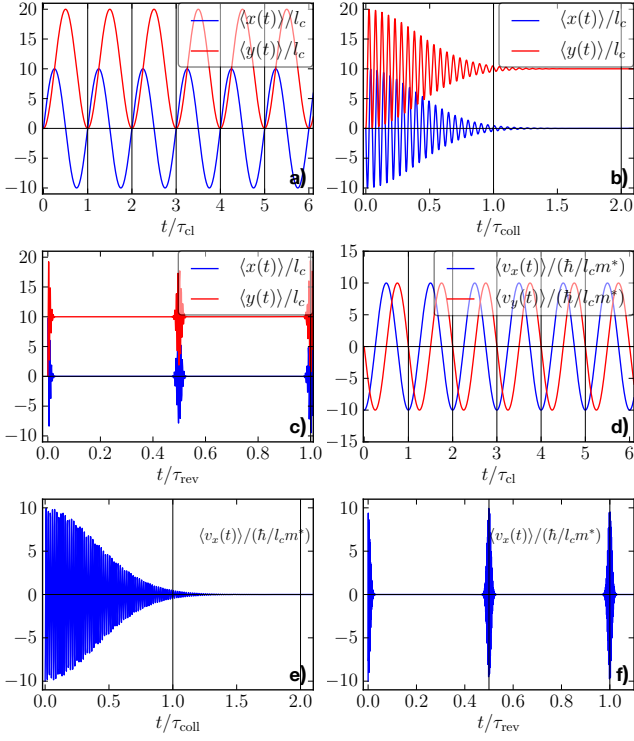 20
15
10
5
0
−5
−10
⟨x(t)⟩/l_c
⟨y(t)⟩/l_c
a)
0 1 2 3 4 5 6
t/τ_cl
20
15
10
5
0
−5
−10
⟨x(t)⟩/l_c
⟨y(t)⟩/l_c
b)
0.0 0.5 1.0 1.5 2.0
t/τ_coll
20
15
10
5
0
−5
−10
⟨x(t)⟩/l_c
⟨y(t)⟩/l_c
c)
0.0 0.2 0.4 0.6 0.8 1.0
t/τ_rev
15
10
5
0
−5
−10
−15
⟨v_x(t)⟩/(ħ/l_c m*)
⟨v_y(t)⟩/(ħ/l_c m*)
d)
0 1 2 3 4 5 6
t/τ_cl
10
5
0
−5
−10
⟨v_x(t)⟩/(ħ/l_c m*)
e)
0.0 0.5 1.0 1.5 2.0
t/τ_coll
10
5
0
−5
−10
⟨v_x(t)⟩/(ħ/l_c m*)
f)
0.0 0.2 0.4 0.6 0.8 1.0
t/τ_rev